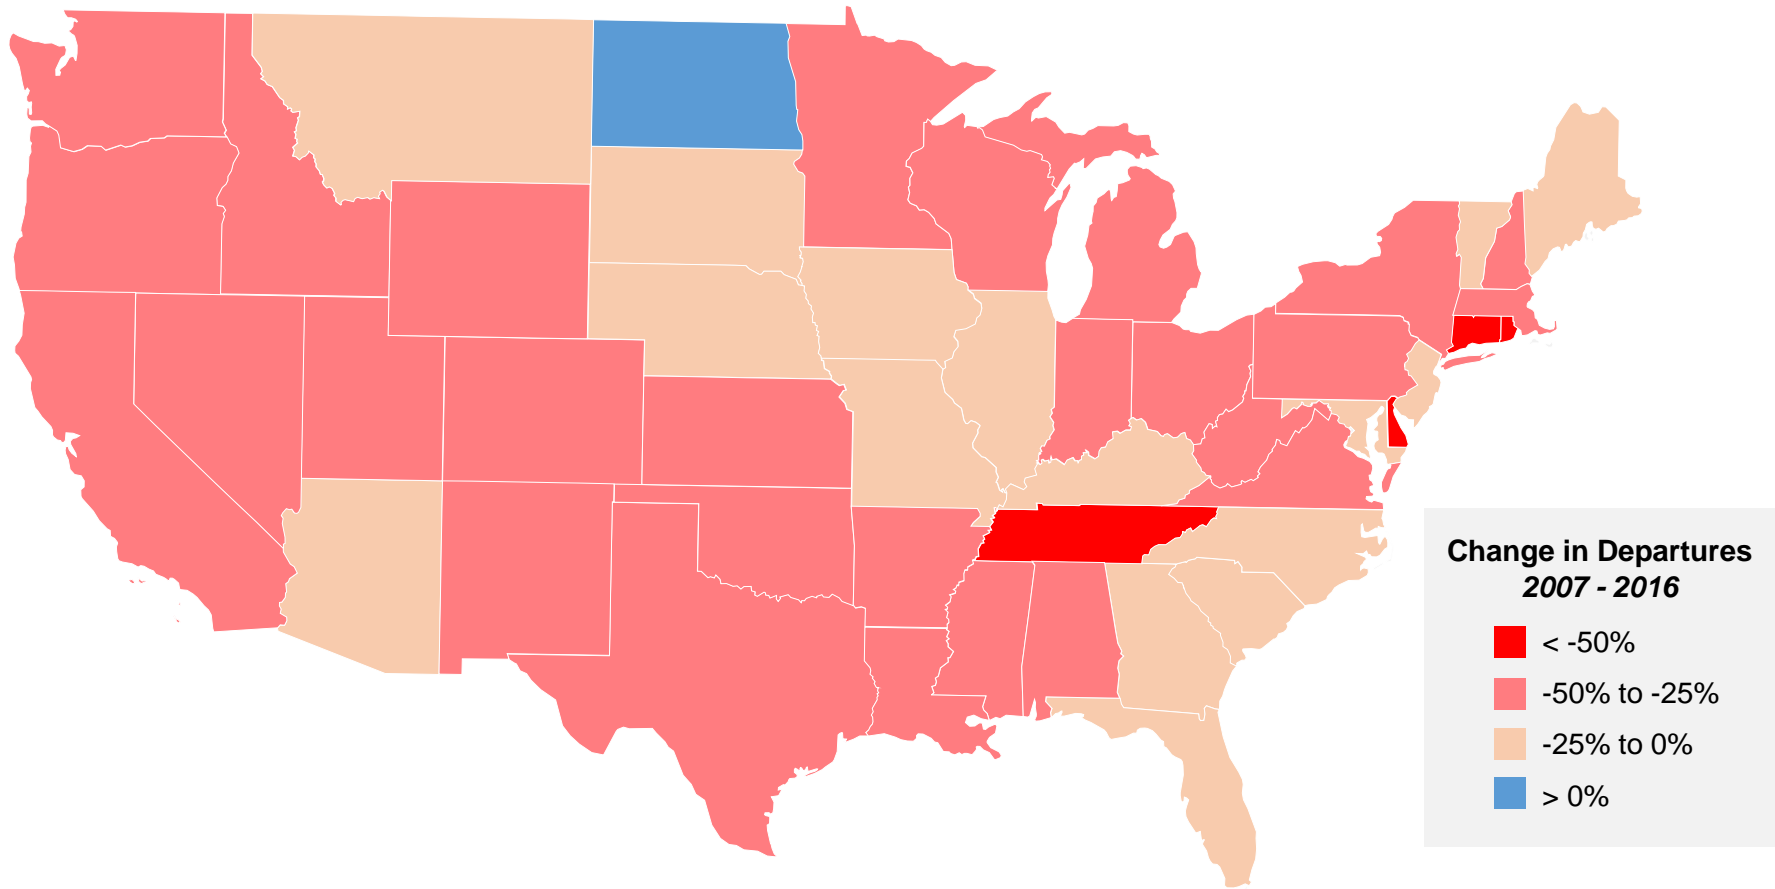 Change in Departures
2007 - 2016
< -50%
-50% to -25%
-25% to 0%
> 0%